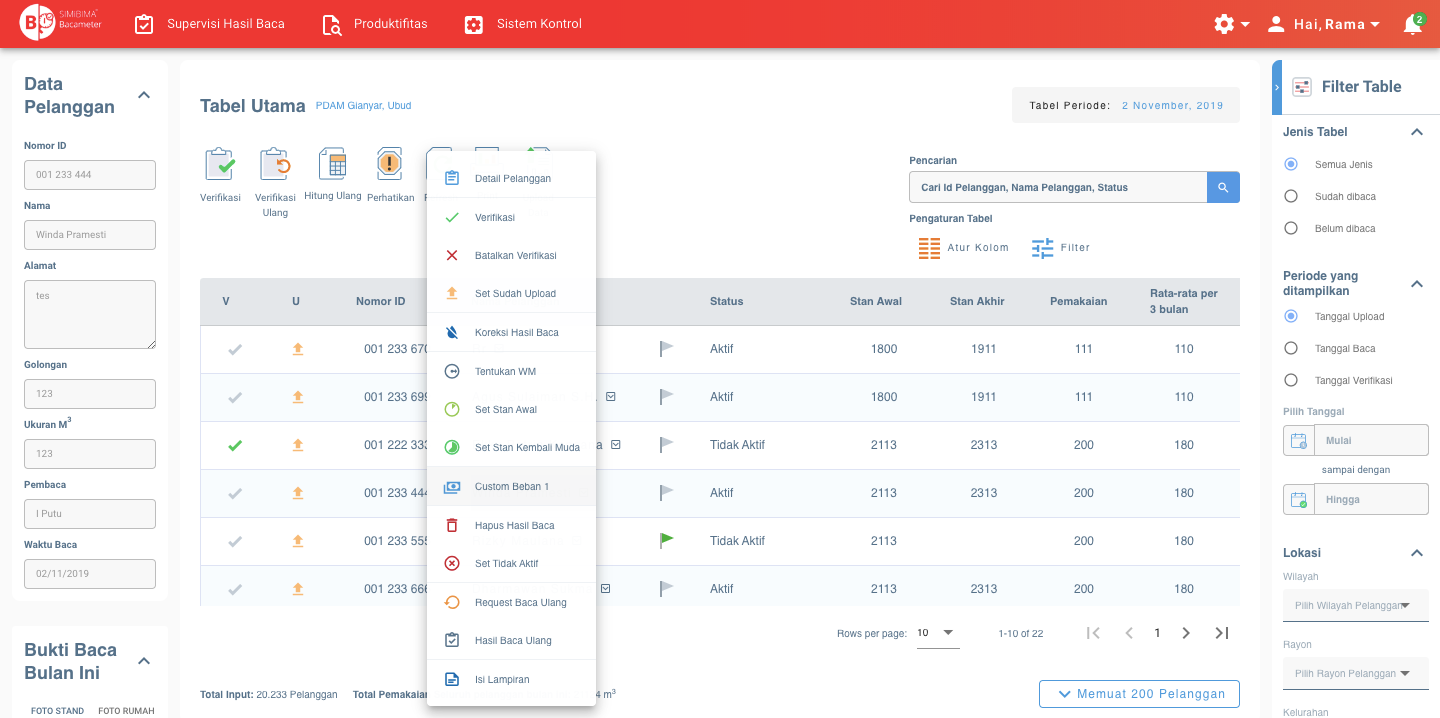 SIMIBIMA
Bacameter
Supervisi Hasil Baca
Produktifitas
Sistem Kontrol
Hai, Rama
2
Data
Pelanggan
Nomor ID
001 233 444
Nama
Winda Pramesti
Alamat
tes
Golongan
123
Ukuran M3
123
Pembaca
I Putu
Waktu Baca
02/11/2019
Bukti Baca
Bulan Ini
FOTO STAND FOTO RUMAH
Tabel Utama PDAM Gianyar, Ubud
Tabel Periode: 2 November, 2019
Verifikasi
Verifikasi
Ulang
Hitung Ulang
Perhatikan
Pencarian
Cari Id Pelanggan, Nama Pelanggan, Status
Pengaturan Tabel
Atur Kolom
Filter
V U Nomor ID Status Stan Awal Stan Akhir Pemakaian Rata-rata per
3 bulan
001 233 670 Aktif 1800 1911 111 110
001 233 699 Aktif 1800 1911 111 110
001 222 333 a Tidak Aktif 2113 2313 200 180
001 233 444 Aktif 2113 2313 200 180
001 233 555 Tidak Aktif 2113 200 180
001 233 666 Aktif 2113 2313 200 180
Detail Pelanggan
Verifikasi
Batalkan Verifikasi
Set Sudah Upload
Koreksi Hasil Baca
Tentukan WM
Set Stan Awal
Set Stan Kembali Muda
Custom Beban 1
Hapus Hasil Baca
Set Tidak Aktif
Request Baca Ulang
Hasil Baca Ulang
Isi Lampiran
Rows per page: 10 1-10 of 22 1
Total Input: 20.233 Pelanggan Total Pemakaian 4 m3
Memuat 200 Pelanggan
Filter Table
Jenis Tabel
Semua Jenis
Sudah dibaca
Belum dibaca
Periode yang
ditampilkan
Tanggal Upload
Tanggal Baca
Tanggal Verifikasi
Pilih Tanggal
Mulai
sampai dengan
Hingga
Lokasi
Wilayah
Pilih Wilayah Pelanggan
Rayon
Pilih Rayon Pelanggan
Kelurahan